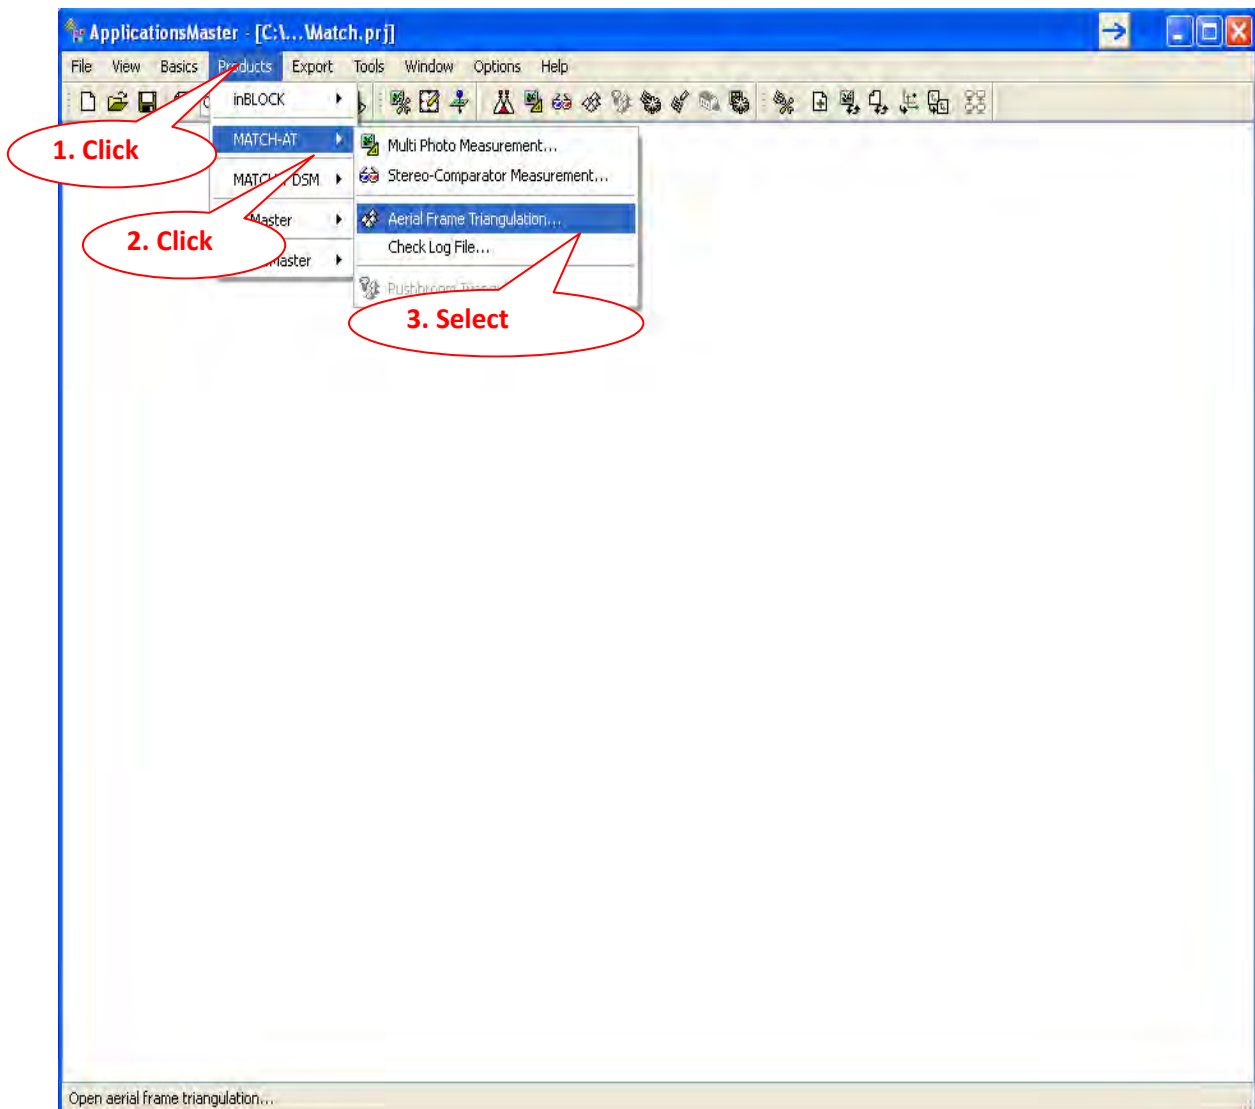 ApplicationsMaster - [C:\...\Match.prj]
File View Basics Products Export Tools Window Options Help
inBLOCK
1. Click
MATCH-AT
Multi Photo Measurement...
DSM
Stereo-Comparator Measurement...
Master
Aerial Frame Triangulation...
2. Click
Check Log File...
Master
3. Select
Open aerial frame triangulation...